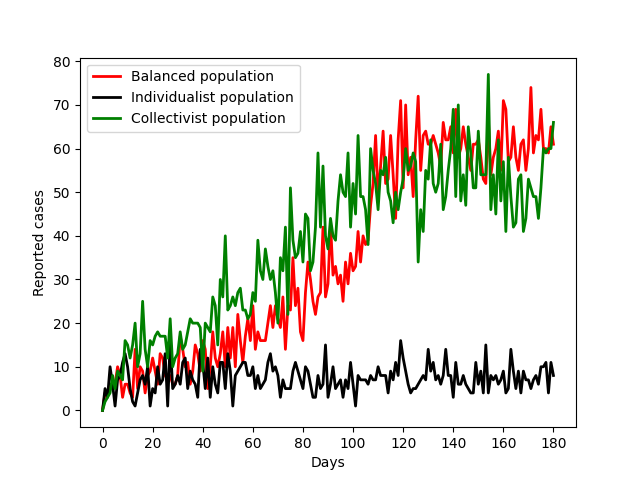 80
70
60
50
40
30
20
10
0
Reported cases
Balanced population
Individualist population
Collectivist population
0 20 40 60 80 100 120 140 160 180
Days